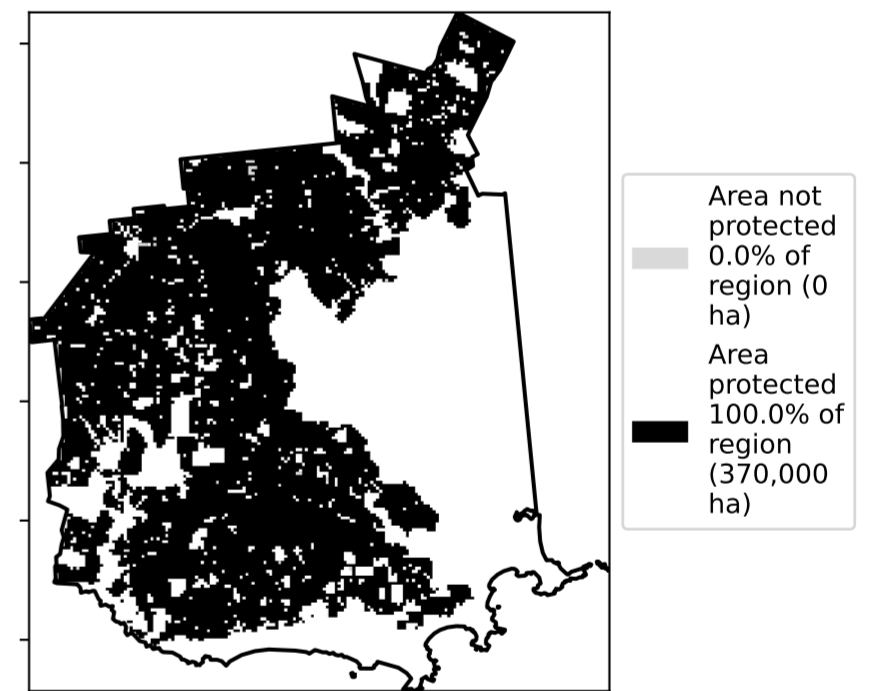 Area not
protected
0.0% of
region (0
ha)
Area
protected
100.0% of
region
(370,000
ha)